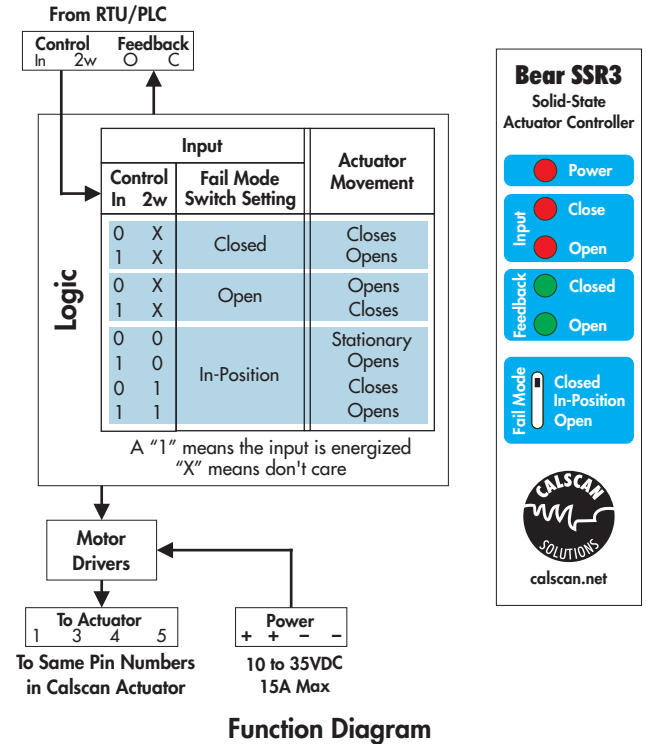 From RTU/PLC
Control Feedback
In 2w O C
Logic
Input
Actuator Movement
Control
Fail Mode
Switch Setting
In 2w
0 X Closed Closes
1 X Opens
0 X Open Opens
1 X Closes
0 0 In-Position Stationary
1 0 Opens
0 1 Closes
1 1 Opens
A "1" means the input is energized
"X" means don't care
Motor
Drivers
To Actuator
1 3 4 5
To Same Pin Numbers
in Calscan Actuator
Power
+ + – –
10 to 35VDC
15A Max
Function Diagram
Bear SSR3
Solid-State
Actuator Controller
Power
Input
Close
Open
Feedback
Closed
Open
Fail Mode
Closed
In-Position
Open
CALSCAN
SOLUTIONS
calscan.net